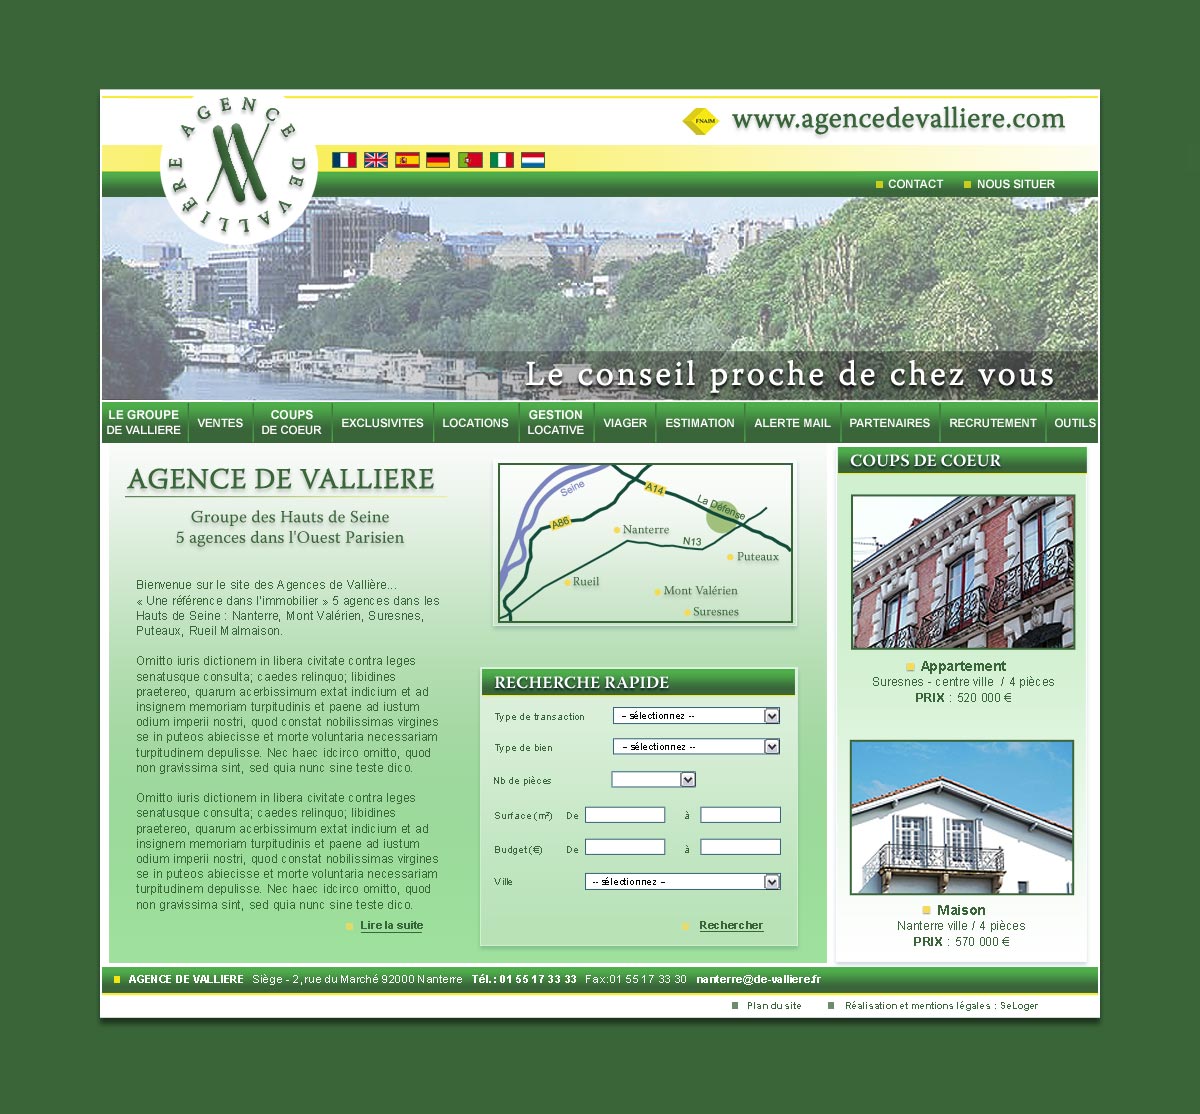 AGENCE DE VALLIÈRE
FNAIM
www.agencedevalliere.com
CONTACT
NOUS SITUER
Le conseil proche de chez vous
LE GROUPE
DE VALLIERE
VENTES
COUPS
DE COEUR
EXCLUSIVITES
LOCATIONS
GESTION
LOCATIVE
VIAGER
ESTIMATION
ALERTE MAIL
PARTENAIRES
RECRUTEMENT
OUTILS
AGENCE DE VALLIERE
Groupe des Hauts de Seine
5 agences dans l'Ouest Parisien
Bienvenue sur le site des Agences de Vallière...
« Une référence dans l'immobilier » 5 agences dans les
Hauts de Seine : Nanterre, Mont Valérien, Suresnes,
Puteaux, Rueil Malmaison.
Omitto iuris dictionem in libera civitate contra leges
senatusque consulta; caedes relinquo; libidines
praetereo, quarum acerbissimum extat indicium et ad
insignem memoriam turpitudinis et paene ad iustum
odium imperii nostri, quod constat nobilissimas virgines
se in puteos abiecisse et morte voluntaria necessariam
turpitudinem depulisse. Nec haec idcirco omitto, quod
non gravissima sint, sed quia nunc sine teste dico.
Omitto iuris dictionem in libera civitate contra leges
senatusque consulta; caedes relinquo; libidines
praetereo, quarum acerbissimum extat indicium et ad
insignem memoriam turpitudinis et paene ad iustum
odium imperii nostri, quod constat nobilissimas virgines
se in puteos abiecisse et morte voluntaria necessariam
turpitudinem depulisse. Nec haec idcirco omitto, quod
non gravissima sint, sed quia nunc sine teste dico.
Lire la suite
Seine
A14
La Défense
A86
Nanterre
N13
Puteaux
Rueil
Mont Valérien
Suresnes
RECHERCHE RAPIDE
Type de transaction
-- sélectionnez --
Type de bien
-- sélectionnez --
Nb de pièces
Surface (m²) De à
Budget (€) De à
Ville
-- sélectionnez --
Rechercher
COUPS DE COEUR
Appartement
Suresnes - centre ville / 4 pièces
PRIX : 520 000 €
Maison
Nanterre ville / 4 pièces
PRIX : 570 000 €
AGENCE DE VALLIERE Siège - 2, rue du Marché 92000 Nanterre Tél. : 01 55 17 33 33 Fax : 01 55 17 33 30 nanterre@de-valliere.fr
Plan du site
Réalisation et mentions légales : SeLoger